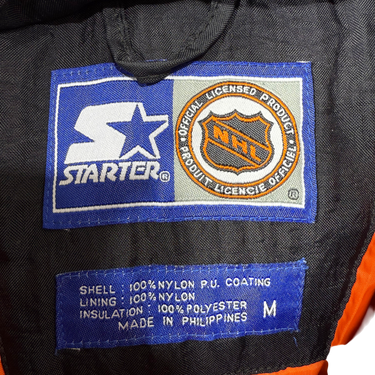 STARTER®
OFFICIAL LICENSED PRODUCT
NHL
PRODUIT LICENCIE OFFICIEL
®
SHELL : 100% NYLON P.U. COATING
LINING : 100% NYLON
INSULATION : 100% POLYESTER M
MADE IN PHILIPPINES